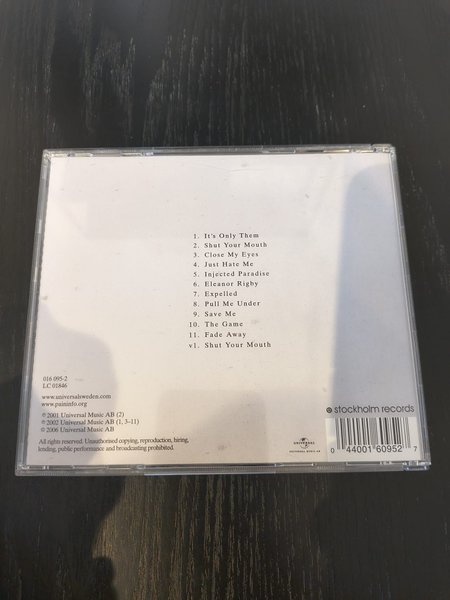 1. It's Only Them
2. Shut Your Mouth
3. Close My Eyes
4. Just Hate Me
5. Injected Paradise
6. Eleanor Rigby
7. Expelled
8. Pull Me Under
9. Save Me
10. The Game
11. Fade Away
v1. Shut Your Mouth
016 095-2
LC 01846
www.universalsweden.com
www.paininfo.org
℗ 2001 Universal Music AB (2)
℗ 2002 Universal Music AB (1, 3-11)
© 2006 Universal Music AB
All rights reserved. Unauthorised copying, reproduction, hiring,
lending, public performance and broadcasting prohibited.
UNIVERSAL
UNIVERSAL MUSIC AB
stockholm records
0 44001 60952 7